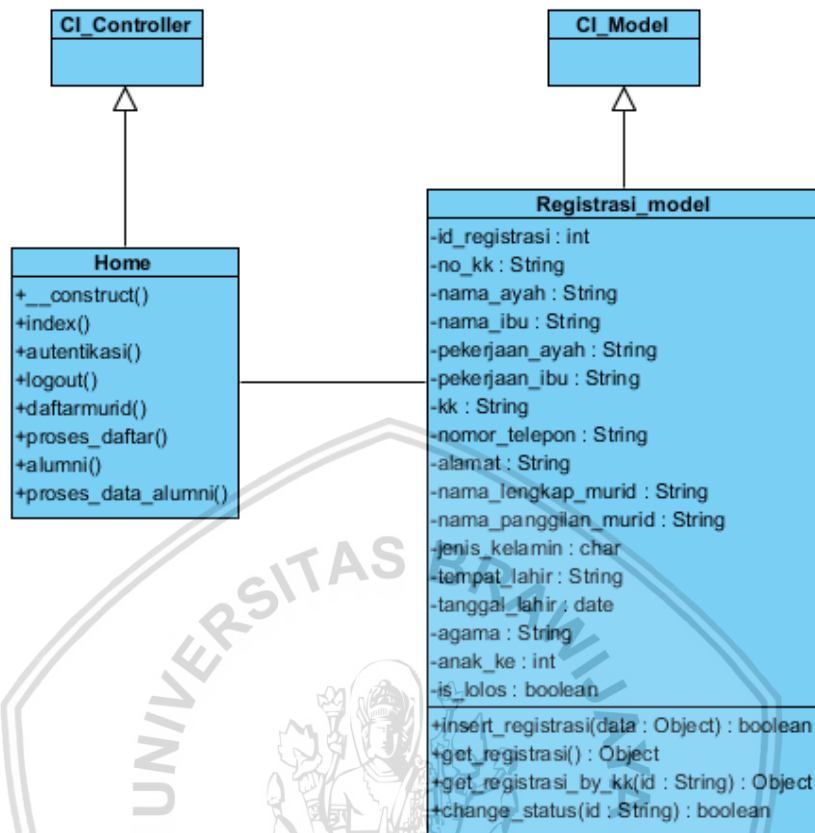 CI_Controller
CI_Model
Home
+__construct()
+index()
+autentikasi()
+logout()
+daftarmurid()
+proses_daftar()
+alumni()
+proses_data_alumni()
Registrasi_model
-id_registrasi : int
-no_kk : String
-nama_ayah : String
-nama_ibu : String
-pekerjaan_ayah : String
-pekerjaan_ibu : String
-kk : String
-nomor_telepon : String
-alamat : String
-nama_lengkap_murid : String
-nama_panggilan_murid : String
-jenis_kelamin : char
-tempat_lahir : String
-tanggal_lahir : date
-agama : String
-anak_ke : int
-is_lolos : boolean
+insert_registrasi(data : Object) : boolean
+get_registrasi() : Object
+get_registrasi_by_kk(id : String) : Object
+change_status(id : String) : boolean
UNIVERSITAS BRAWIJAYA